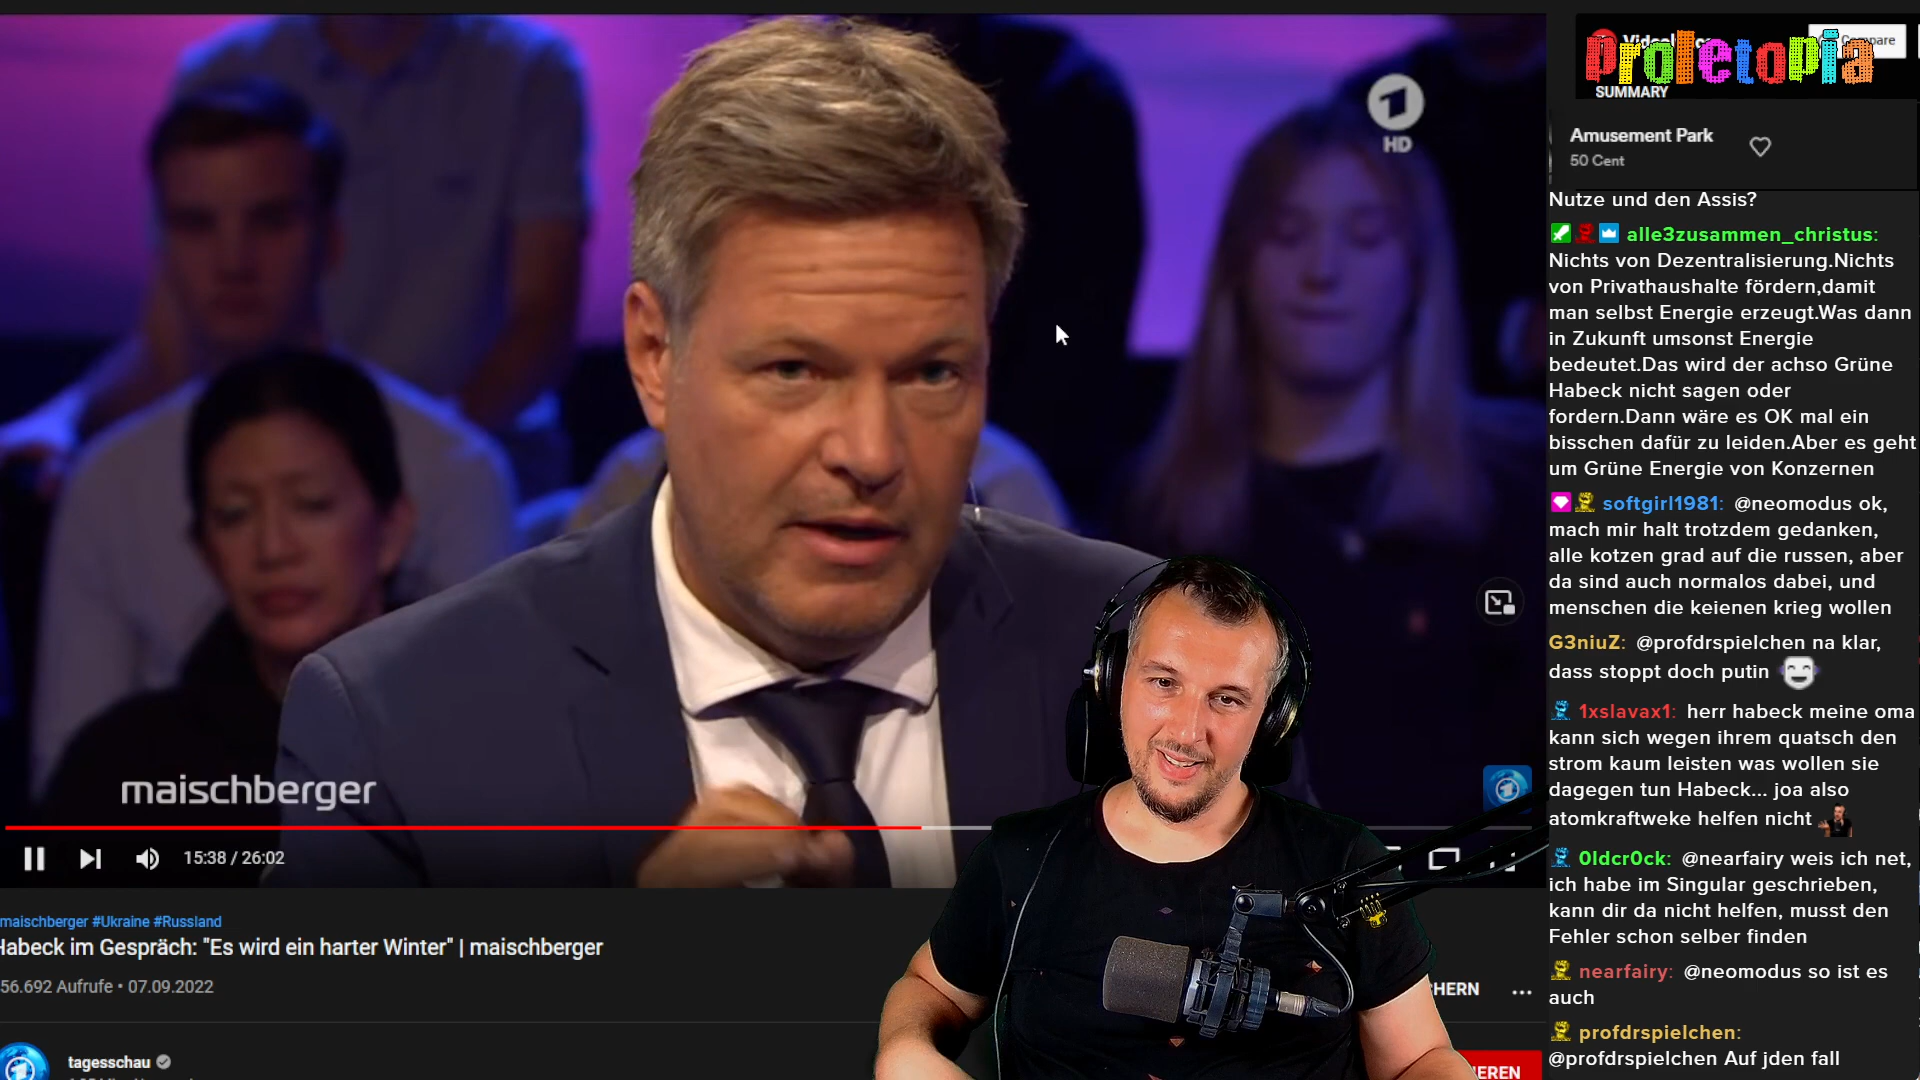 HD
maischberger
15:38 / 26:02
maischberger #Ukraine #Russland
Habeck im Gespräch: "Es wird ein harter Winter" | maischberger
56.692 Aufrufe • 07.09.2022
tagesschau
Proletopia
Compare
SUMMARY
Amusement Park
50 Cent
Nutze und den Assis?
alle3zusammen_christus:
Nichts von Dezentralisierung.Nichts
von Privathaushalte fördern,damit
man selbst Energie erzeugt.Was dann
in Zukunft umsonst Energie
bedeutet.Das wird der achso Grüne
Habeck nicht sagen oder
fordern.Dann wäre es OK mal ein
bisschen dafür zu leiden.Aber es geht
um Grüne Energie von Konzernen
softgirl1981: @neomodus ok,
mach mir halt trotzdem gedanken,
alle kotzen grad auf die russen, aber
da sind auch normalos dabei, und
menschen die keienen krieg wollen
G3niuZ: @profdrspielchen na klar,
dass stoppt doch putin
1xslavax1: herr habeck meine oma
kann sich wegen ihrem quatsch den
strom kaum leisten was wollen sie
dagegen tun Habeck... joa also
atomkraftweke helfen nicht
0ldcr0ck: @nearfairy weis ich net,
ich habe im Singular geschrieben,
kann dir da nicht helfen, musst den
Fehler schon selber finden
nearfairy: @neomodus so ist es
auch
profdrspielchen:
@profdrspielchen Auf jden fall